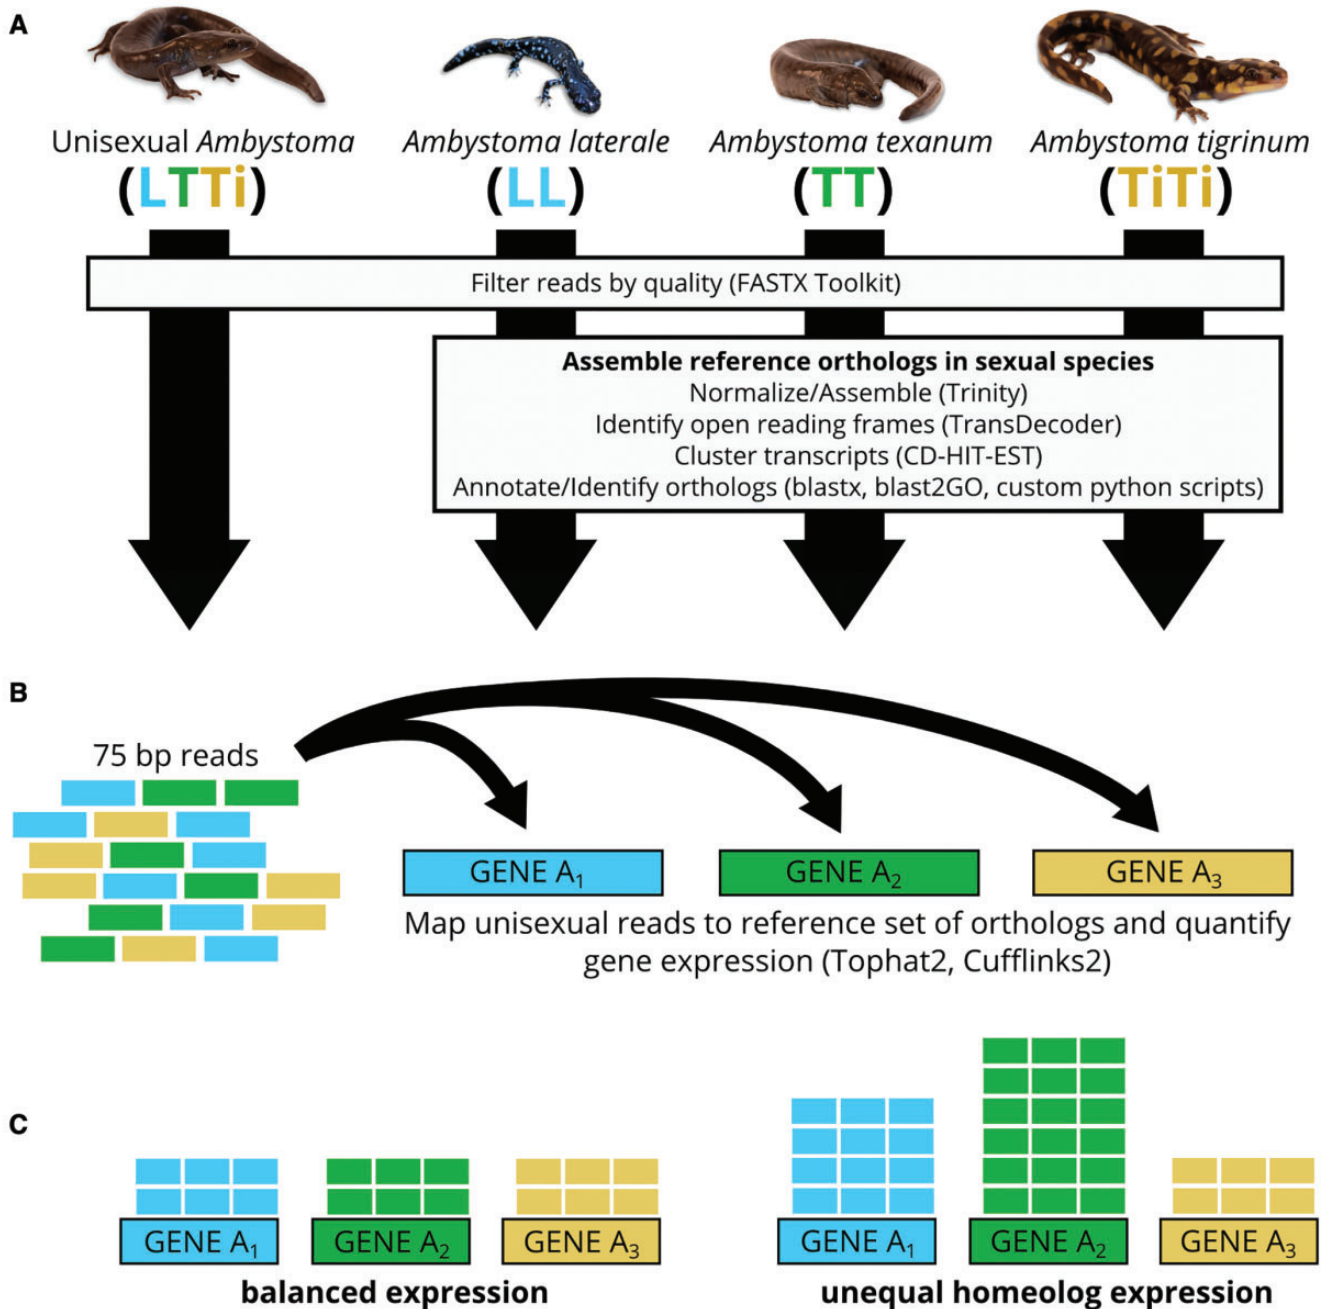 A
Unisexual Ambystoma
Ambystoma laterale
Ambystoma texanum
Ambystoma tigrinum
(LTTi)
(LL)
(TT)
(TiTi)
Filter reads by quality (FASTX Toolkit)
Assemble reference orthologs in sexual species
Normalize/Assemble (Trinity)
Identify open reading frames (TransDecoder)
Cluster transcripts (CD-HIT-EST)
Annotate/Identify orthologs (blastx, blast2GO, custom python scripts)
B
75 bp reads
GENE A1
GENE A2
GENE A3
Map unisexual reads to reference set of orthologs and quantify
gene expression (Tophat2, Cufflinks2)
C
GENE A1
GENE A2
GENE A3
balanced expression
GENE A1
GENE A2
GENE A3
unequal homeolog expression